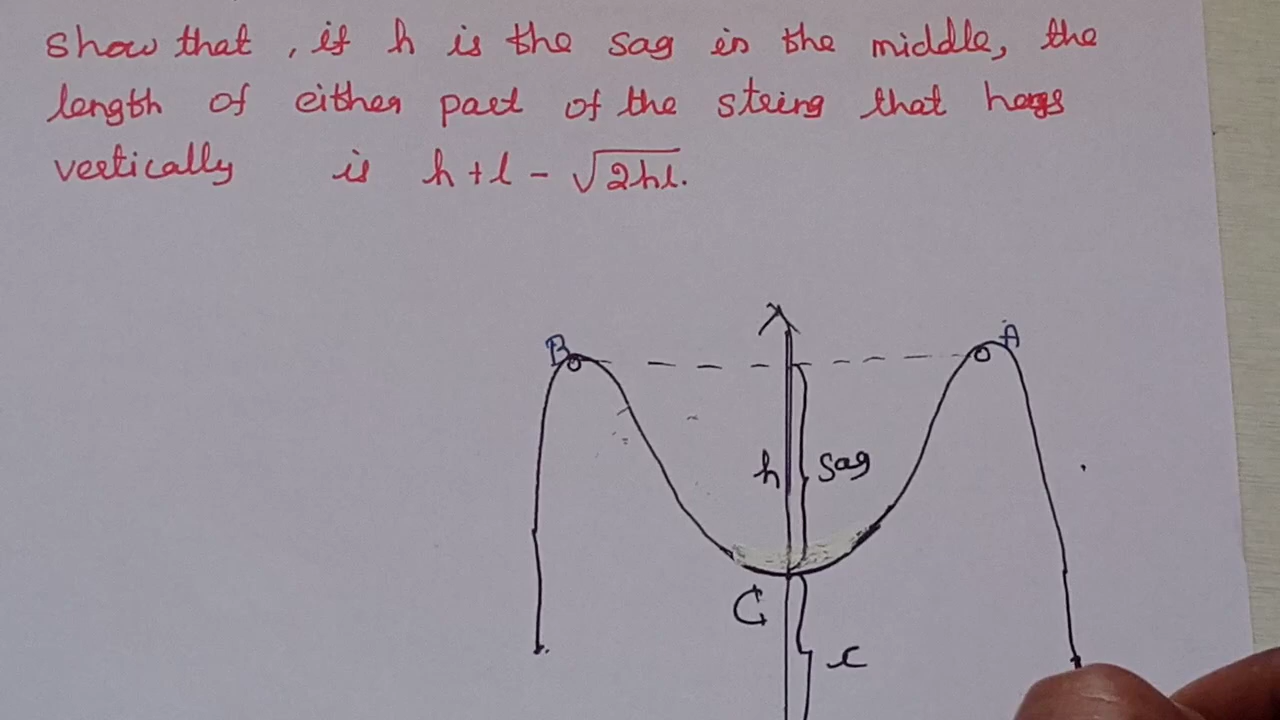 show that, if h is the sag in the middle, the
length of either part of the string that hangs
vertically is h + l - √2hl.
B
A
h
sag
C
c